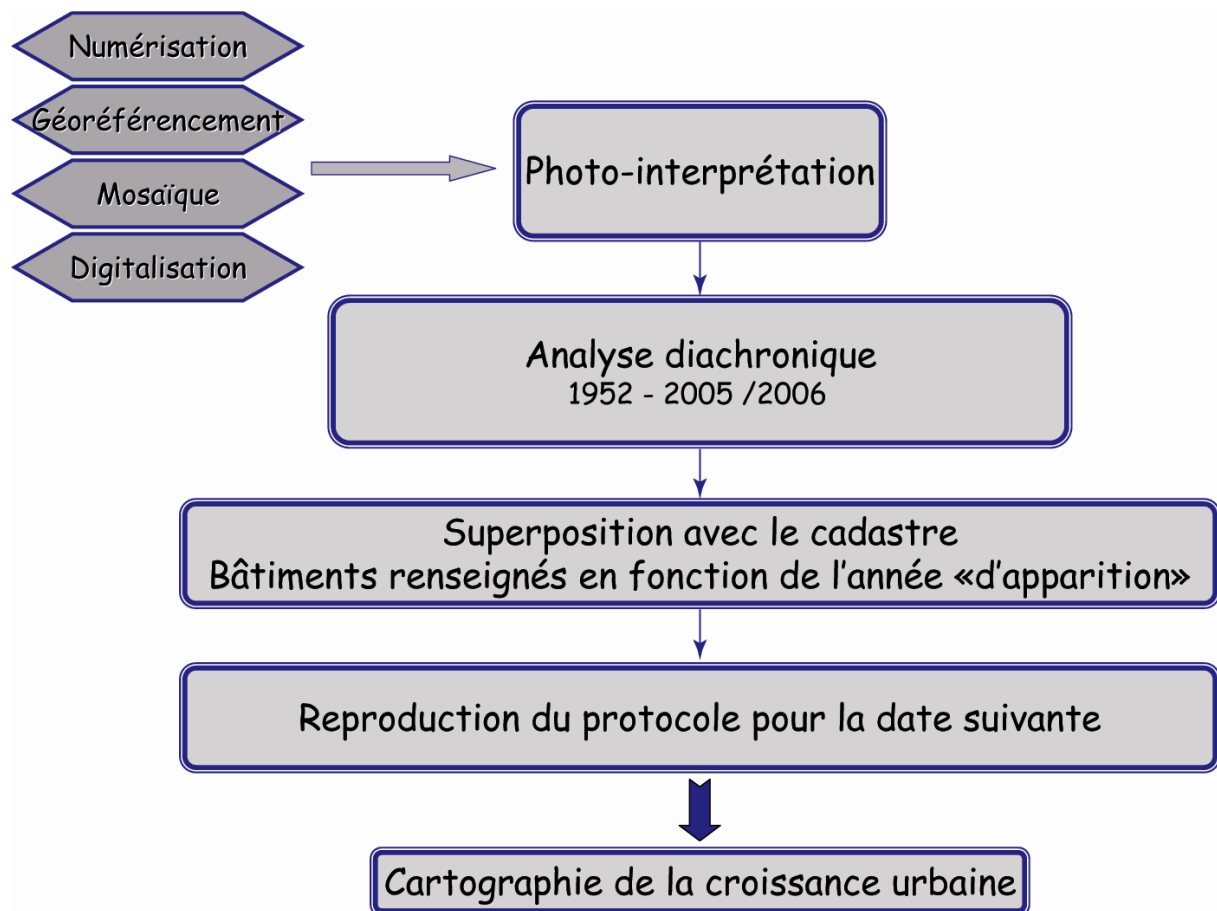 Numérisation
Géoréférencement
Mosaïque
Digitalisation
Photo-interprétation
Analyse diachronique
1952 - 2005 /2006
Superposition avec le cadastre
Bâtiments renseignés en fonction de l'année «d'apparition»
Reproduction du protocole pour la date suivante
Cartographie de la croissance urbaine